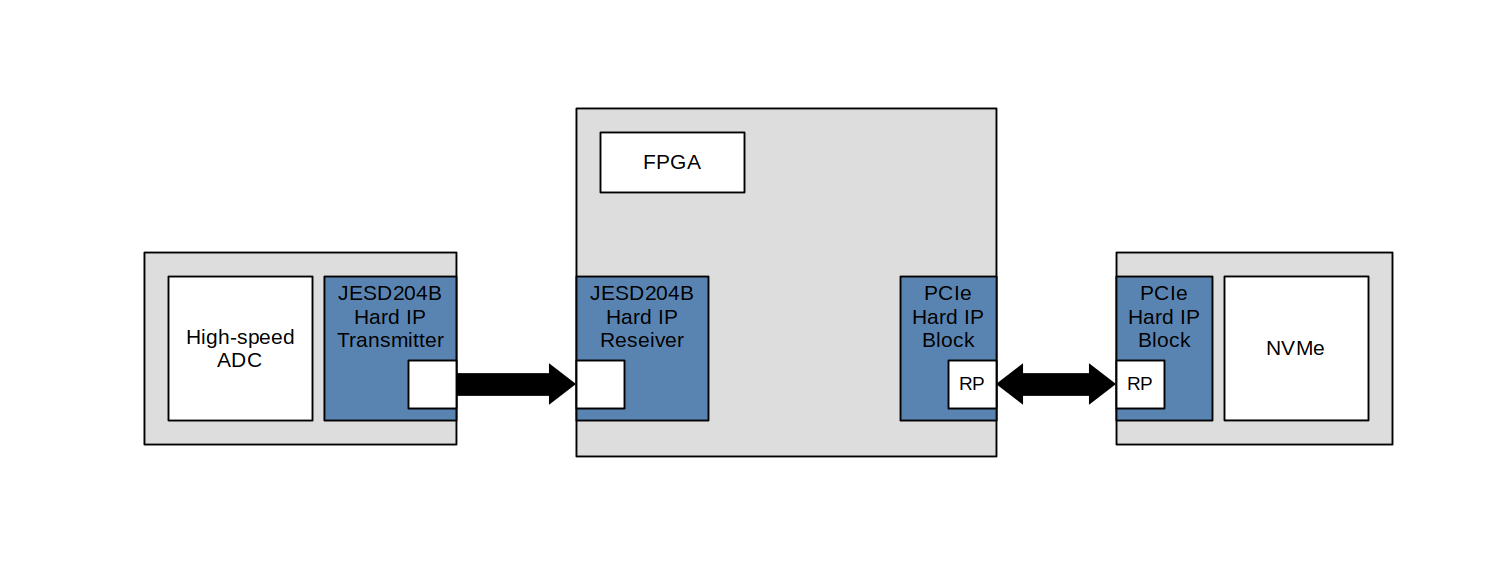 FPGA
High-speed
ADC
JESD204B
Hard IP
Transmitter
JESD204B
Hard IP
Reseiver
PCIe
Hard IP
Block
RP
PCIe
Hard IP
Block
RP
NVMe